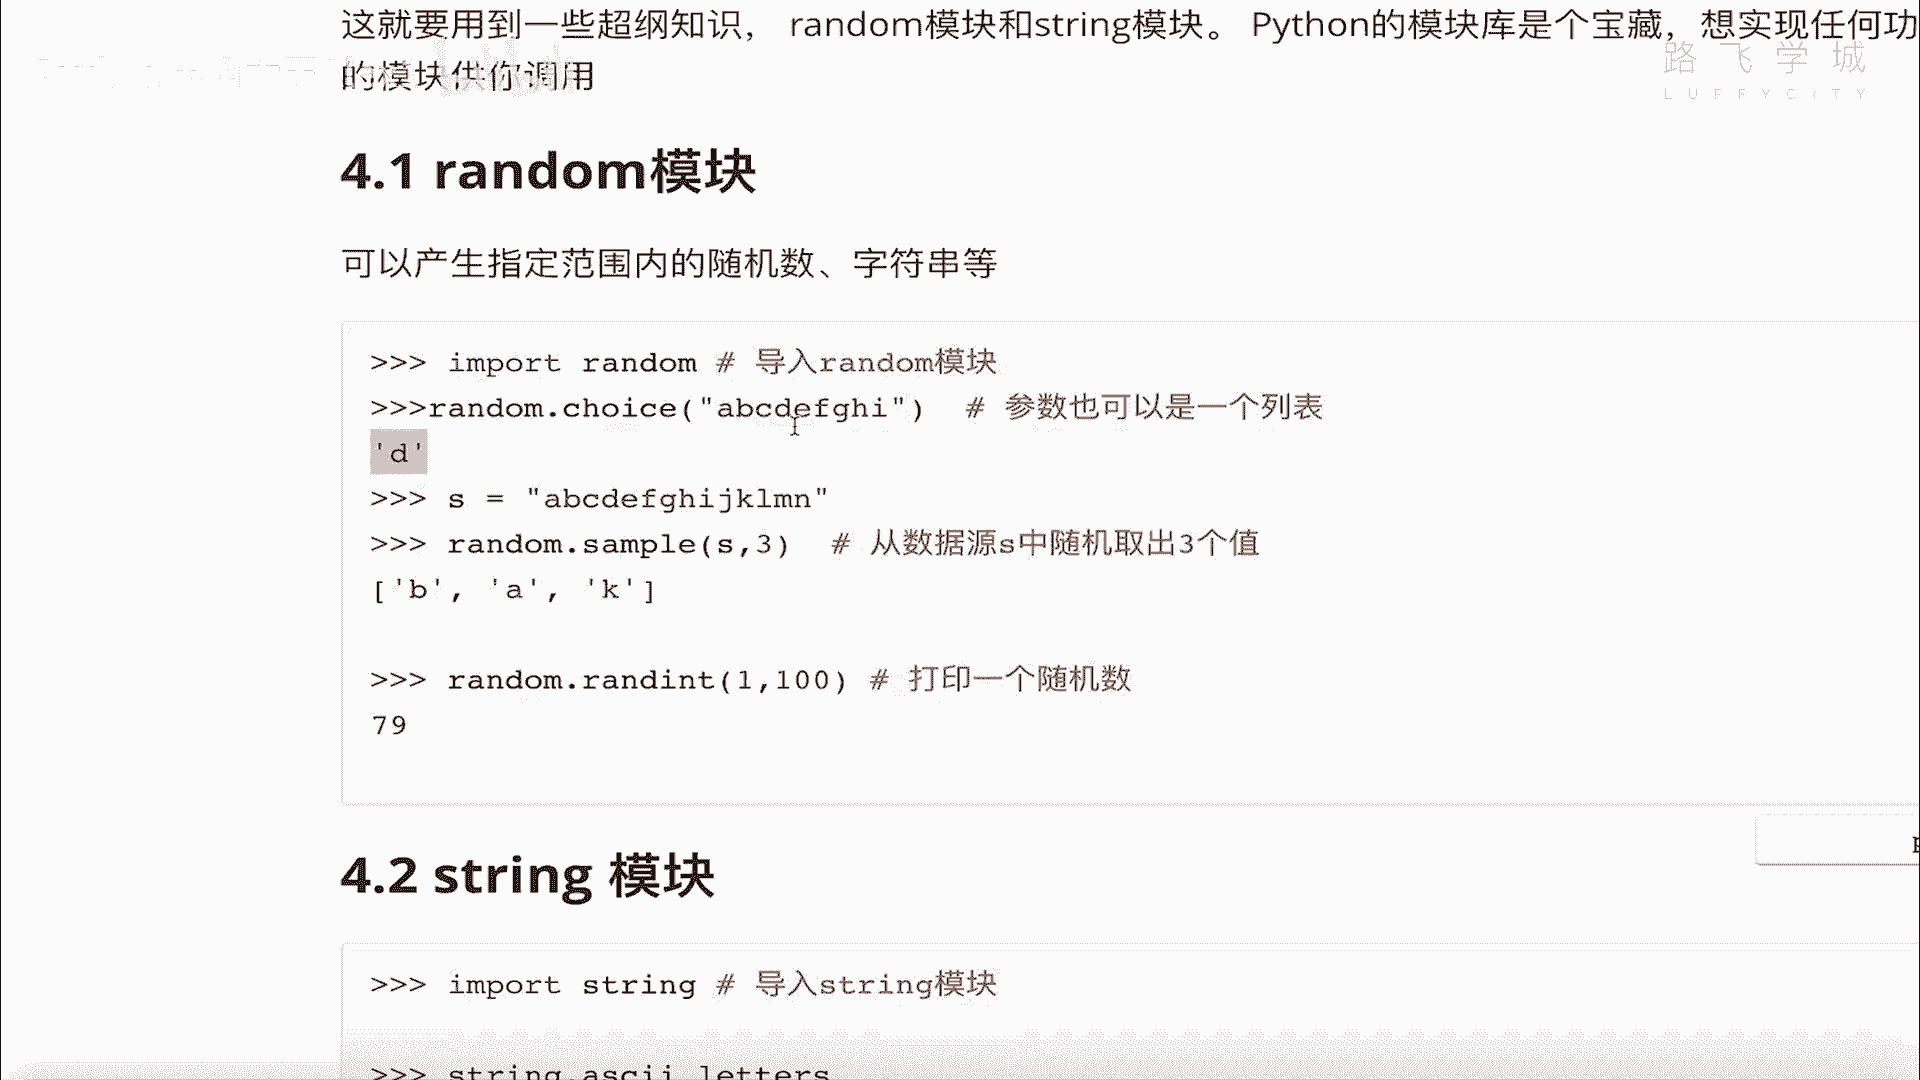 这就要用到一些超纲知识， random模块和string模块。 Python的模块库是个宝藏，想实现任何功
的模块供你调用
路飞学城
LUFFYCITY
4.1 random模块
可以产生指定范围内的随机数、字符串等
>>> import random # 导入random模块
>>>random.choice("abcdefghi")  # 参数也可以是一个列表
'd'
>>> s = "abcdefghijklmn"
>>> random.sample(s,3)  # 从数据源s中随机取出3个值
['b', 'a', 'k']
>>> random.randint(1,100) # 打印一个随机数
79
4.2 string 模块
>>> import string # 导入string模块
>>> string.ascii_letters